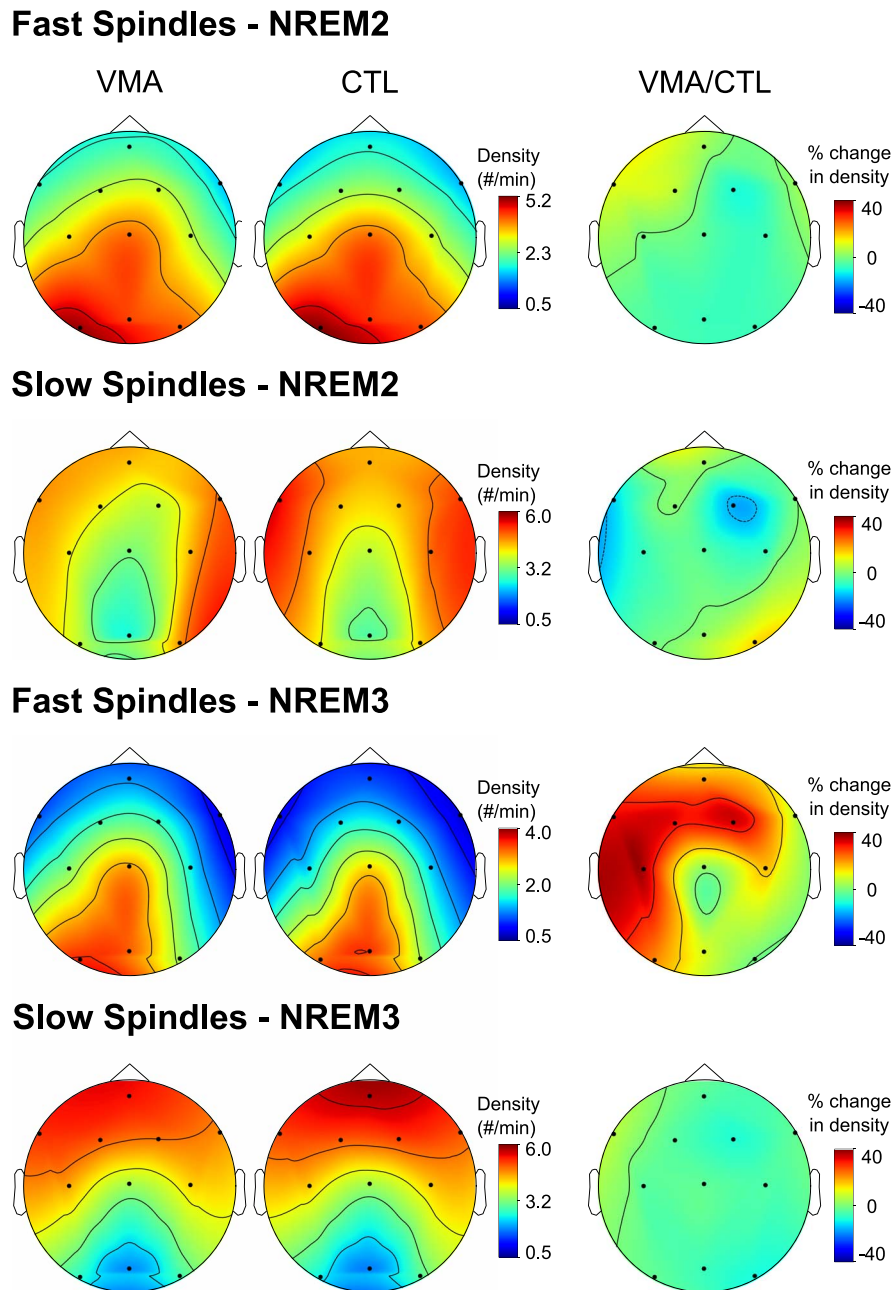 Fast Spindles - NREM2
VMA CTL VMA/CTL
Density
(#/min)
5.2
2.3
0.5
% change
in density
40
0
-40
Slow Spindles - NREM2
Density
(#/min)
6.0
3.2
0.5
% change
in density
40
0
-40
Fast Spindles - NREM3
Density
(#/min)
4.0
2.0
0.5
% change
in density
40
0
-40
Slow Spindles - NREM3
Density
(#/min)
6.0
3.2
0.5
% change
in density
40
0
-40